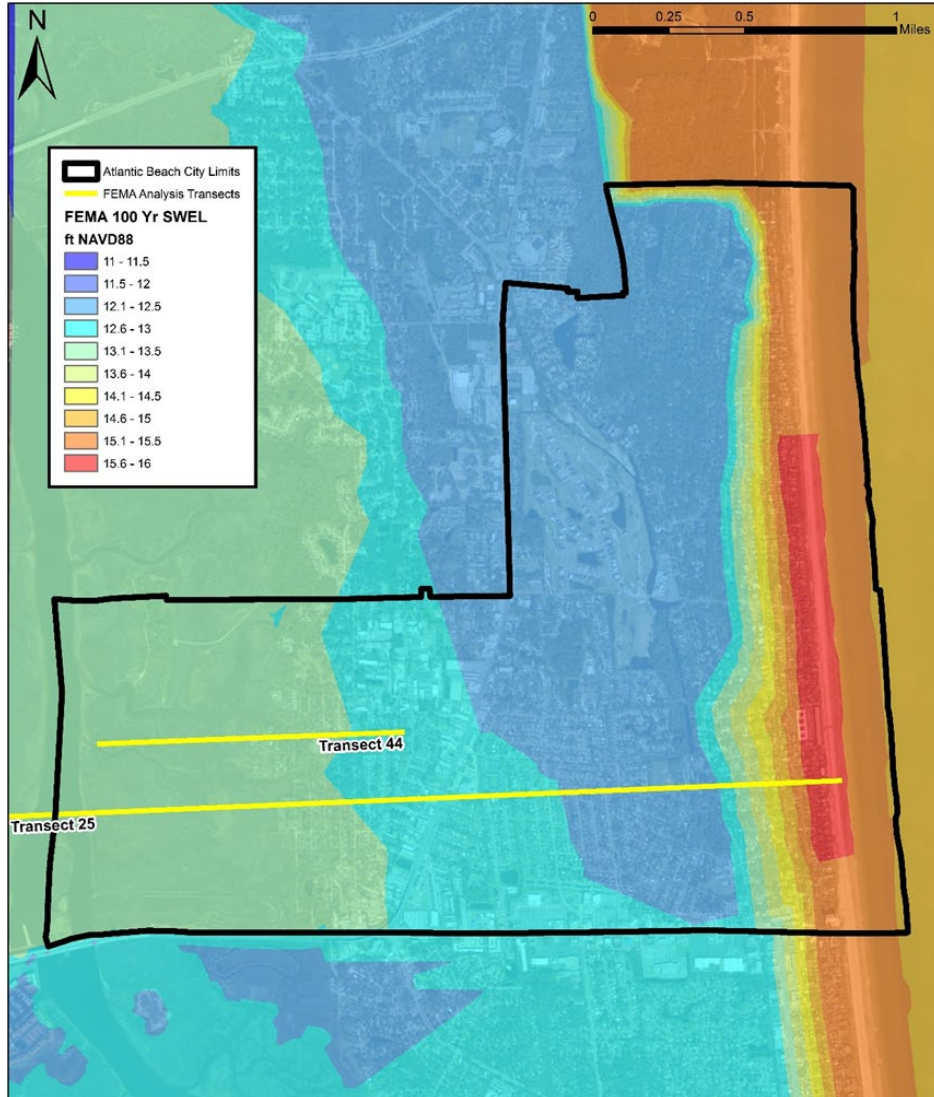 N
0 0.25 0.5 1
Miles
Atlantic Beach City Limits
FEMA Analysis Transects
FEMA 100 Yr SWEL
ft NAVD88
11 - 11.5
11.5 - 12
12.1 - 12.5
12.6 - 13
13.1 - 13.5
13.6 - 14
14.1 - 14.5
14.6 - 15
15.1 - 15.5
15.6 - 16
Transect 44
Transect 25